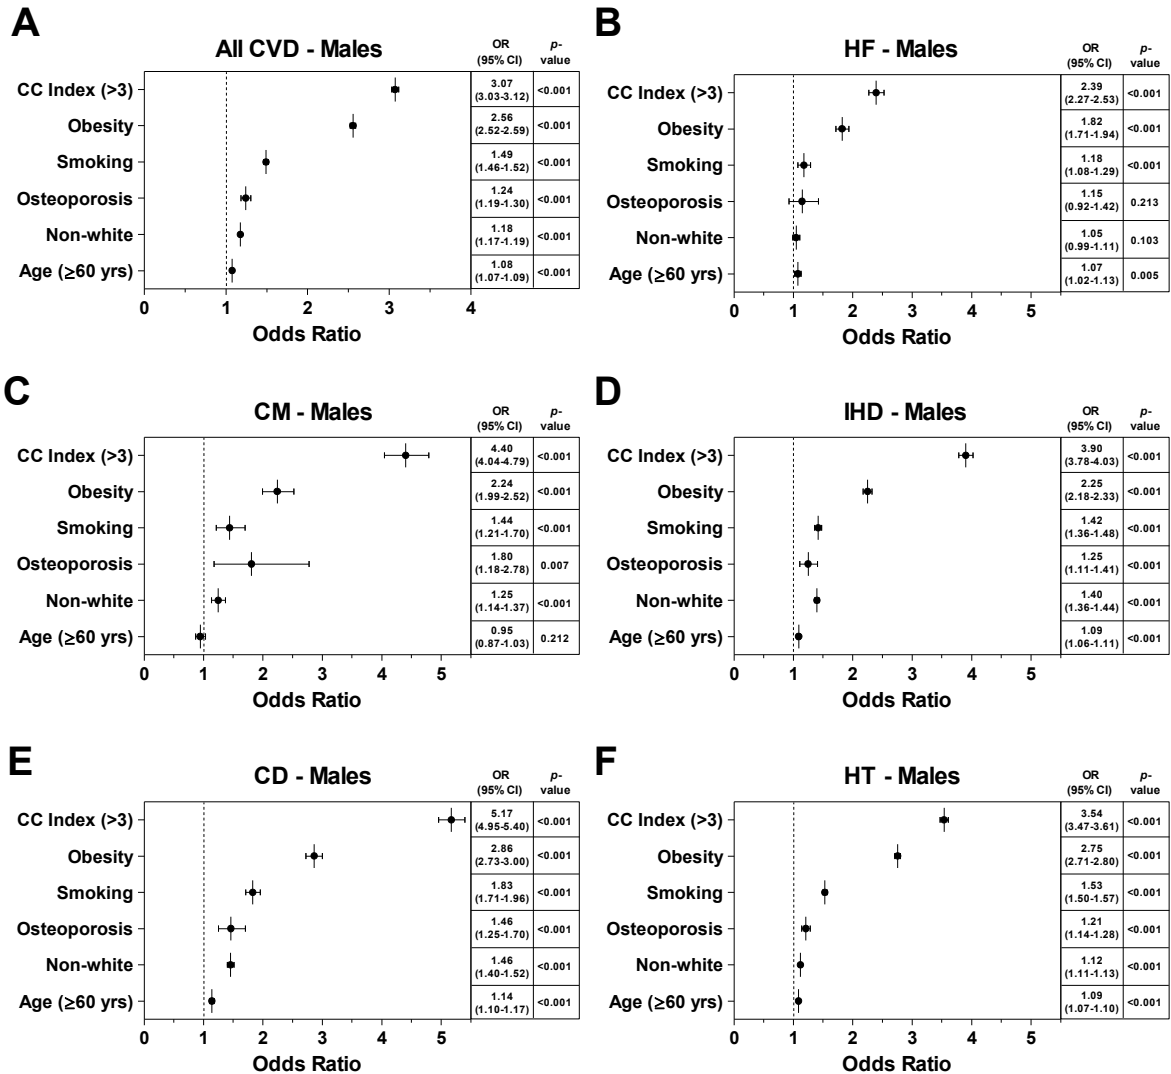 A
All CVD - Males
OR
(95% CI)
p-
value
CC Index (>3)
3.07
(3.03-3.12)
<0.001
Obesity
2.56
(2.52-2.59)
<0.001
Smoking
1.49
(1.46-1.52)
<0.001
Osteoporosis
1.24
(1.19-1.30)
<0.001
Non-white
1.18
(1.17-1.19)
<0.001
Age (≥60 yrs)
1.08
(1.07-1.09)
<0.001
0 1 2 3 4
Odds Ratio
B
HF - Males
OR
(95% CI)
p-
value
CC Index (>3)
2.39
(2.27-2.53)
<0.001
Obesity
1.82
(1.71-1.94)
<0.001
Smoking
1.18
(1.08-1.29)
<0.001
Osteoporosis
1.15
(0.92-1.42)
0.213
Non-white
1.05
(0.99-1.11)
0.103
Age (≥60 yrs)
1.07
(1.02-1.13)
0.005
0 1 2 3 4 5
Odds Ratio
C
CM - Males
OR
(95% CI)
p-
value
CC Index (>3)
4.40
(4.04-4.79)
<0.001
Obesity
2.24
(1.99-2.52)
<0.001
Smoking
1.44
(1.21-1.70)
<0.001
Osteoporosis
1.80
(1.18-2.78)
0.007
Non-white
1.25
(1.14-1.37)
<0.001
Age (≥60 yrs)
0.95
(0.87-1.03)
0.212
0 1 2 3 4 5
Odds Ratio
D
IHD - Males
OR
(95% CI)
p-
value
CC Index (>3)
3.90
(3.78-4.03)
<0.001
Obesity
2.25
(2.18-2.33)
<0.001
Smoking
1.42
(1.36-1.48)
<0.001
Osteoporosis
1.25
(1.11-1.41)
<0.001
Non-white
1.40
(1.36-1.44)
<0.001
Age (≥60 yrs)
1.09
(1.06-1.11)
<0.001
0 1 2 3 4 5
Odds Ratio
E
CD - Males
OR
(95% CI)
p-
value
CC Index (>3)
5.17
(4.95-5.40)
<0.001
Obesity
2.86
(2.73-3.00)
<0.001
Smoking
1.83
(1.71-1.96)
<0.001
Osteoporosis
1.46
(1.25-1.70)
<0.001
Non-white
1.46
(1.40-1.52)
<0.001
Age (≥60 yrs)
1.14
(1.10-1.17)
<0.001
0 1 2 3 4 5
Odds Ratio
F
HT - Males
OR
(95% CI)
p-
value
CC Index (>3)
3.54
(3.47-3.61)
<0.001
Obesity
2.75
(2.71-2.80)
<0.001
Smoking
1.53
(1.50-1.57)
<0.001
Osteoporosis
1.21
(1.14-1.28)
<0.001
Non-white
1.12
(1.11-1.13)
<0.001
Age (≥60 yrs)
1.09
(1.07-1.10)
<0.001
0 1 2 3 4 5
Odds Ratio